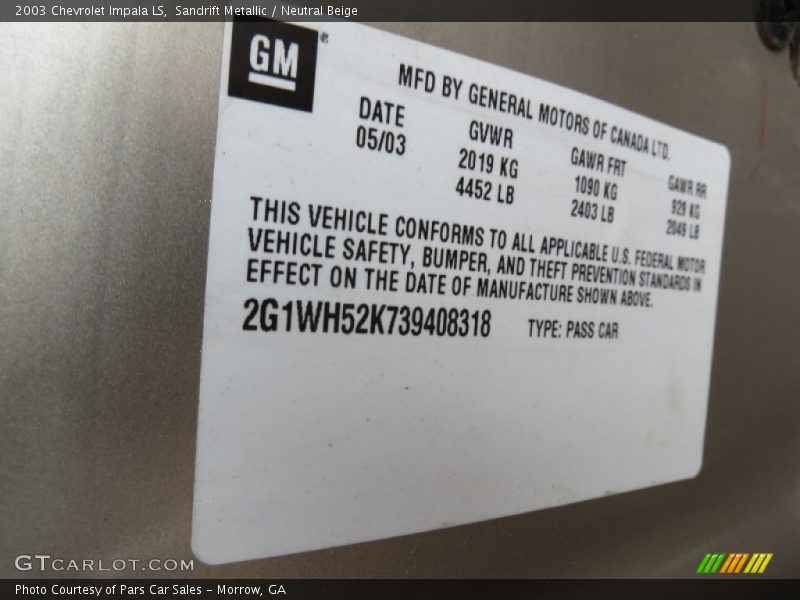 2003 Chevrolet Impala LS, Sandrift Metallic / Neutral Beige
GM
MFD BY GENERAL MOTORS OF CANADA LTD.
DATE GVWR GAWR FRT GAWR RR
05/03 2019 KG 1090 KG 929 KG
4452 LB 2403 LB 2049 LB
THIS VEHICLE CONFORMS TO ALL APPLICABLE U.S. FEDERAL MOTOR
VEHICLE SAFETY, BUMPER, AND THEFT PREVENTION STANDARDS IN
EFFECT ON THE DATE OF MANUFACTURE SHOWN ABOVE.
2G1WH52K739408318 TYPE: PASS CAR
GTCARLOT.COM
Photo Courtesy of Pars Car Sales - Morrow, GA